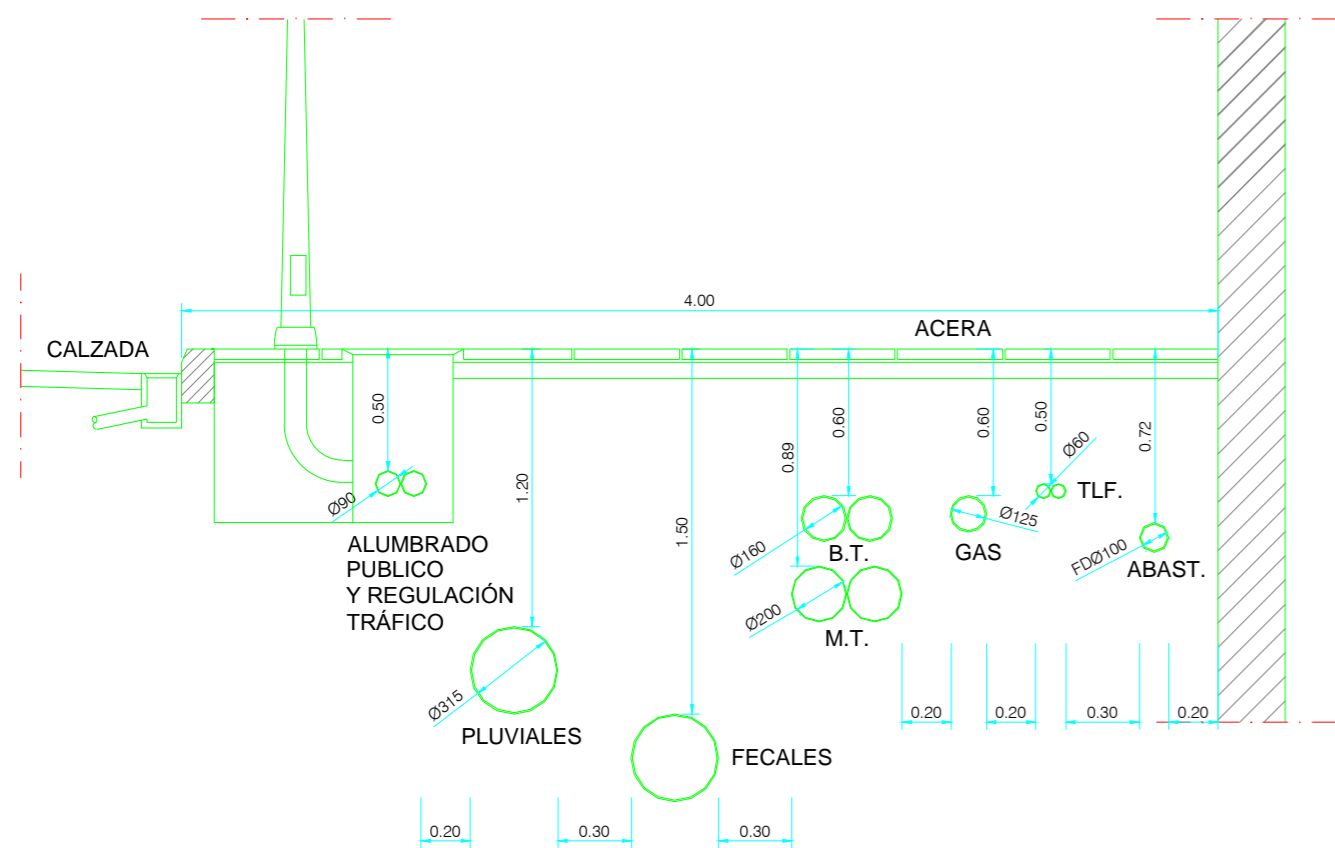 4.00
CALZADA
ACERA
0.50
1.20
1.50
0.89
0.60
0.60
0.50
0.72
Ø60
Ø90
TLF.
Ø125
Ø160
B.T.
GAS
FDØ100
ABAST.
ALUMBRADO
PUBLICO
Y REGULACIÓN
TRÁFICO
Ø200
M.T.
Ø315
PLUVIALES
0.20
0.20
0.30
0.20
FECALES
0.20
0.30
0.30